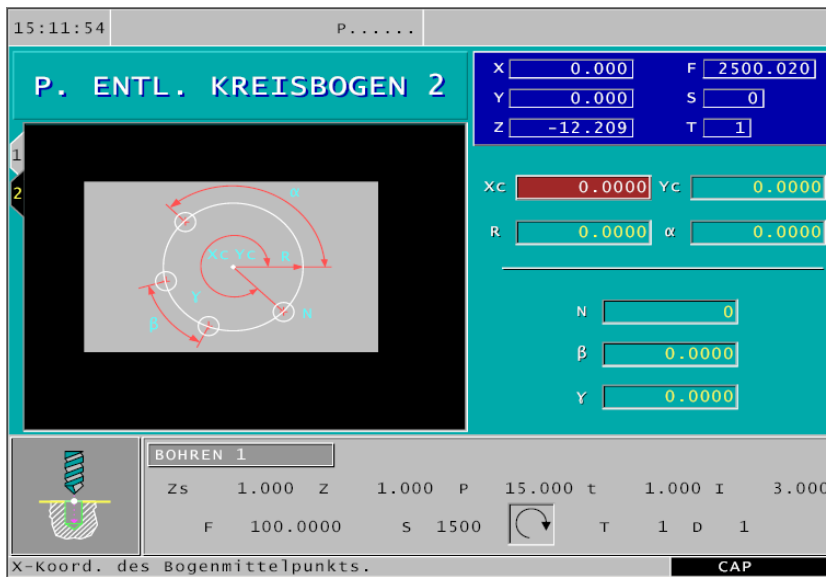 15:11:54 P......
P. ENTL. KREISBOGEN 2
X 0.000 F 2500.020
Y 0.000 S 0
Z -12.209 T 1
1
2
α
Xc Yc R
γ
N
β
Xc 0.0000 Yc 0.0000
R 0.0000 α 0.0000
N 0
β 0.0000
γ 0.0000
BOHREN 1
Zs 1.000 Z 1.000 P 15.000 t 1.000 I 3.000
F 100.0000 S 1500 T 1 D 1
X-Koord. des Bogenmittelpunkts. CAP